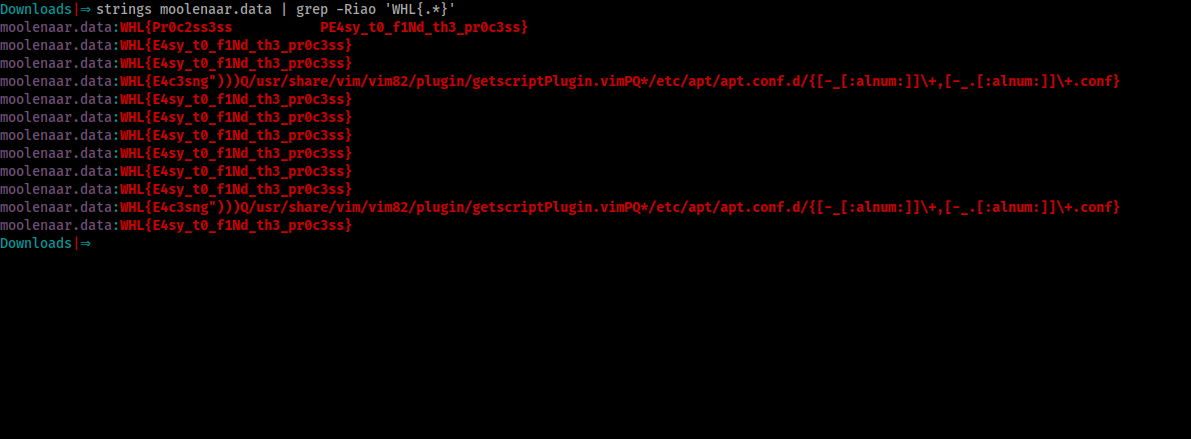 Downloads|⇒ strings moolenaar.data | grep -Riao 'WHL{.*}'
moolenaar.data:WHL{Pr0c2ss3ss           PE4sy_t0_f1Nd_th3_pr0c3ss}
moolenaar.data:WHL{E4sy_t0_f1Nd_th3_pr0c3ss}
moolenaar.data:WHL{E4sy_t0_f1Nd_th3_pr0c3ss}
moolenaar.data:WHL{E4c3sng")))Q/usr/share/vim/vim82/plugin/getscriptPlugin.vimPQ*/etc/apt/apt.conf.d/{[-_[:alnum:]]\+,[-_.[:alnum:]]\+.conf}
moolenaar.data:WHL{E4sy_t0_f1Nd_th3_pr0c3ss}
moolenaar.data:WHL{E4sy_t0_f1Nd_th3_pr0c3ss}
moolenaar.data:WHL{E4sy_t0_f1Nd_th3_pr0c3ss}
moolenaar.data:WHL{E4sy_t0_f1Nd_th3_pr0c3ss}
moolenaar.data:WHL{E4sy_t0_f1Nd_th3_pr0c3ss}
moolenaar.data:WHL{E4sy_t0_f1Nd_th3_pr0c3ss}
moolenaar.data:WHL{E4c3sng")))Q/usr/share/vim/vim82/plugin/getscriptPlugin.vimPQ*/etc/apt/apt.conf.d/{[-_[:alnum:]]\+,[-_.[:alnum:]]\+.conf}
moolenaar.data:WHL{E4sy_t0_f1Nd_th3_pr0c3ss}
Downloads|⇒